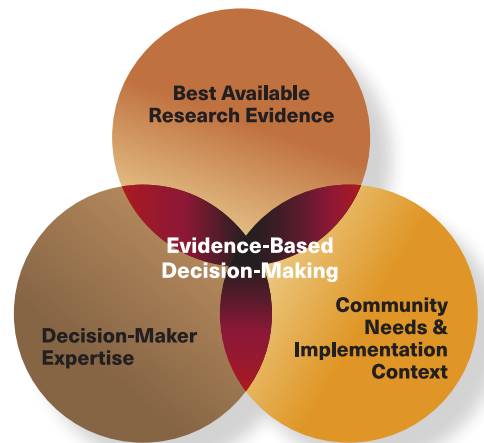 Best Available
Research Evidence
Evidence-Based
Decision-Making
Decision-Maker
Expertise
Community
Needs &
Implementation
Context